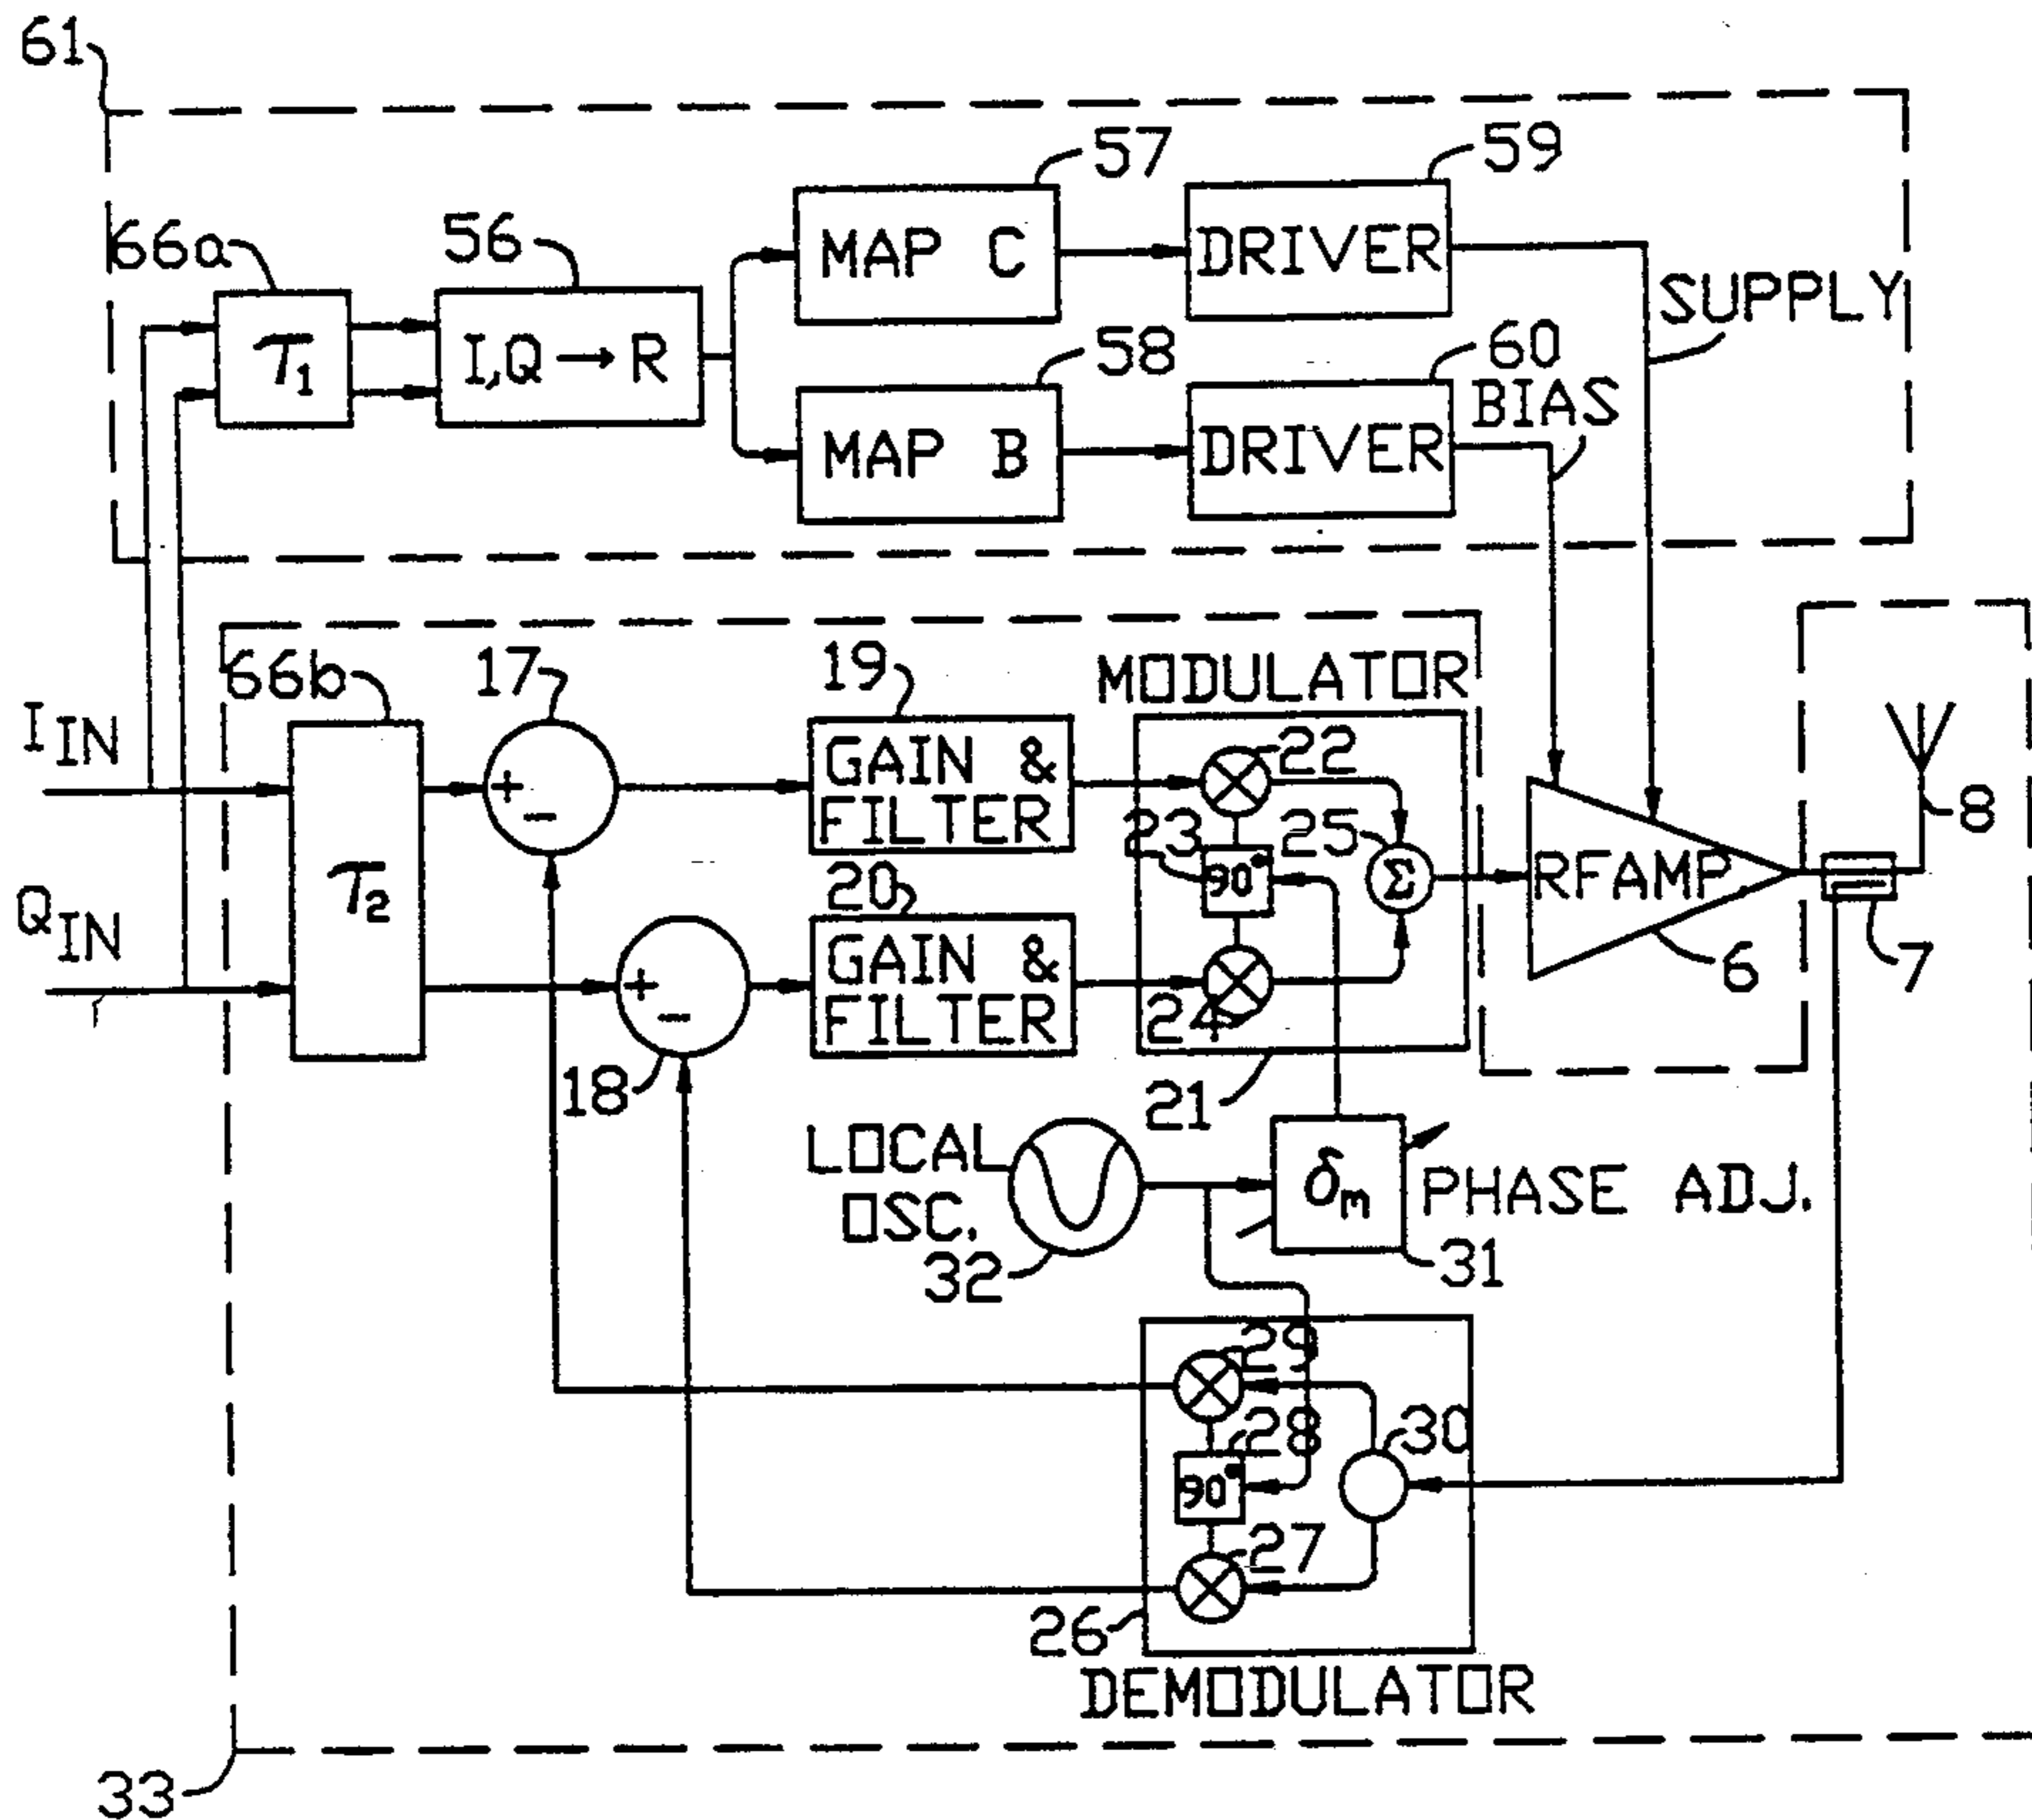 61
57
59
66a
56
MAP C
DRIVER
SUPPLY
τ1
I,Q → R
58
60
BIAS
MAP B
DRIVER
66b
17
19
MODULATOR
IIN
GAIN &
FILTER
22
23
25
8
τ2
90°
Σ
RFAMP
QIN
20
GAIN &
FILTER
24
6
7
18
21
LOCAL
OSC.
δm
PHASE ADJ.
32
31
29
28
30
90°
27
26
DEMODULATOR
33
+
−
+
−